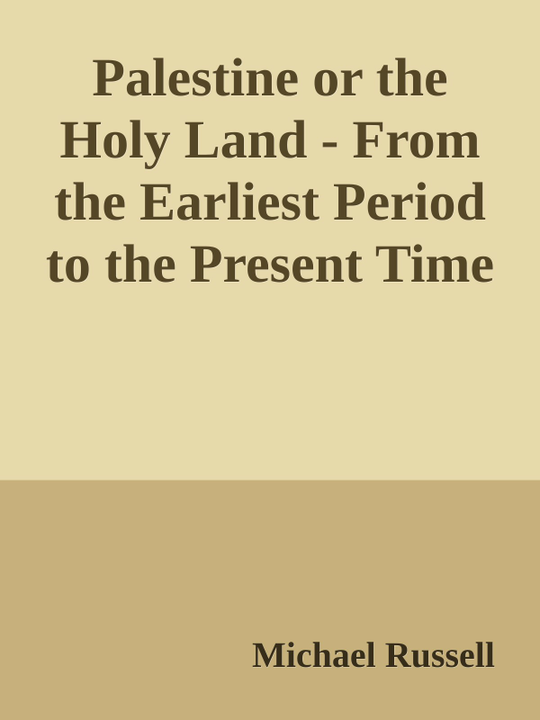 Palestine or the
Holy Land - From
the Earliest Period
to the Present Time
Michael Russell